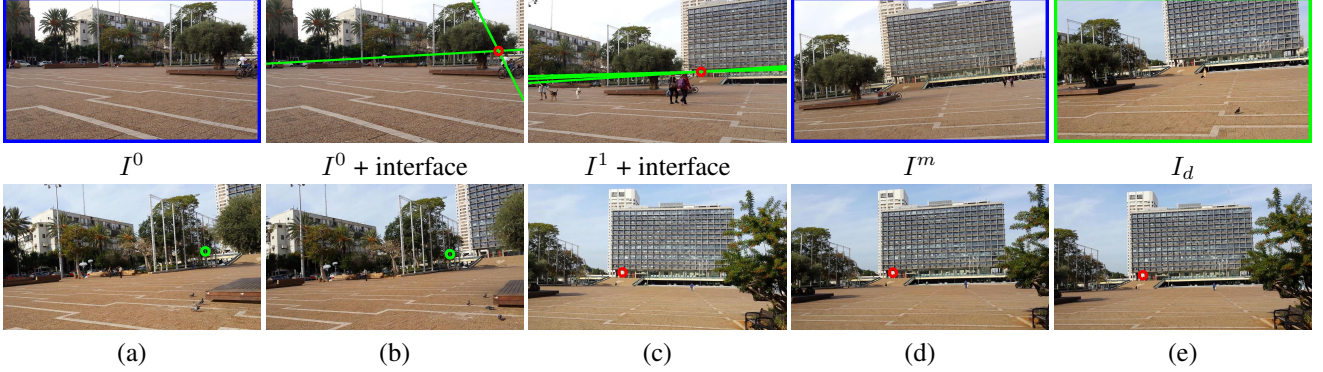 I^0 I^0 + interface I^1 + interface I^m I_d
(a) (b) (c) (d) (e)